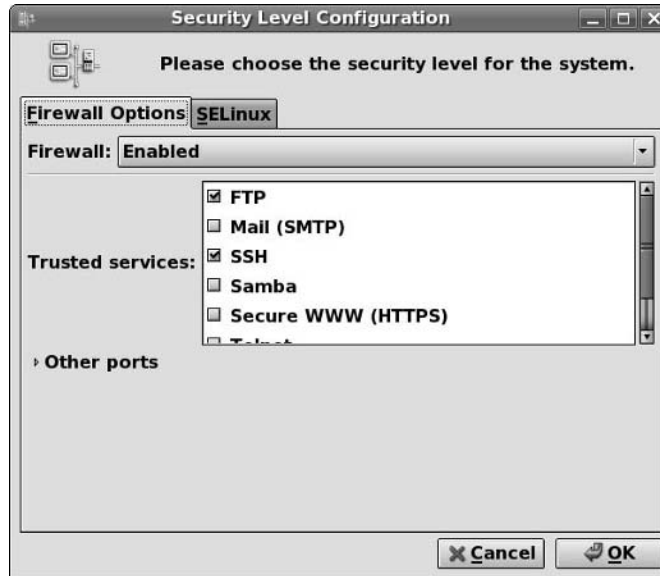 Security Level Configuration
Please choose the security level for the system.
Firewall Options SELinux
Firewall: Enabled
Trusted services:
FTP
Mail (SMTP)
SSH
Samba
Secure WWW (HTTPS)
Other ports
Cancel OK